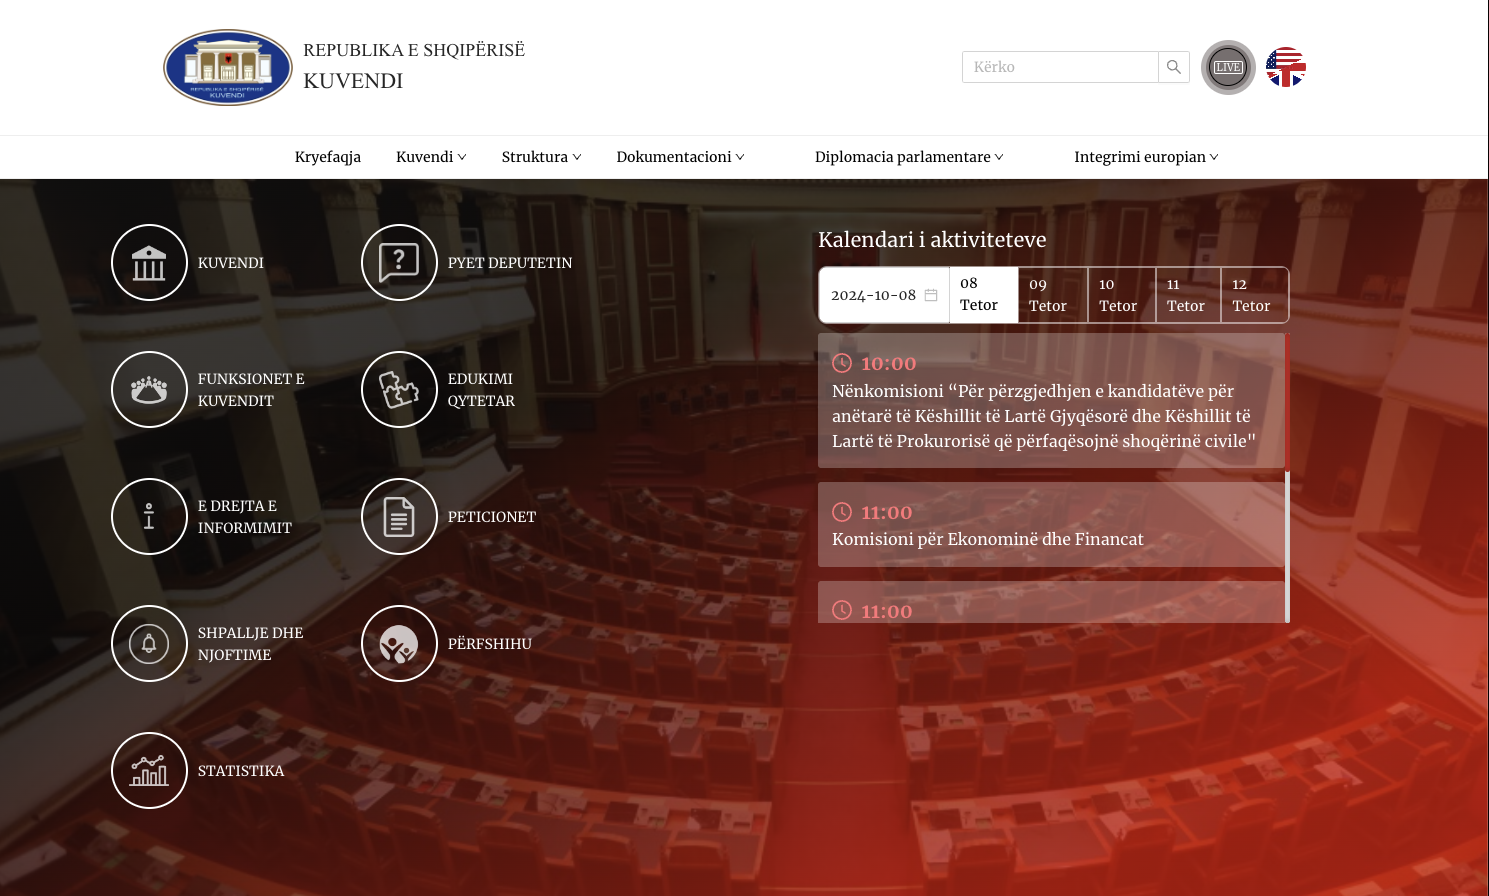 REPUBLIKA E SHQIPËRISË
KUVENDI
REPUBLIKA E SHQIPËRISË
KUVENDI
Kërko
LIVE
Kryefaqja
Kuvendi
Struktura
Dokumentacioni
Diplomacia parlamentare
Integrimi europian
KUVENDI
PYET DEPUTETIN
FUNKSIONET E
KUVENDIT
EDUKIMI
QYTETAR
E DREJTA E
INFORMIMIT
PETICIONET
SHPALLJE DHE
NJOFTIME
PËRFSHIHU
STATISTIKA
Kalendari i aktiviteteve
2024-10-08
08
Tetor
09
Tetor
10
Tetor
11
Tetor
12
Tetor
10:00
Nënkomisioni “Për përzgjedhjen e kandidatëve për
anëtarë të Këshillit të Lartë Gjyqësorë dhe Këshillit të
Lartë të Prokurorisë që përfaqësojnë shoqërinë civile"
11:00
Komisioni për Ekonominë dhe Financat
11:00